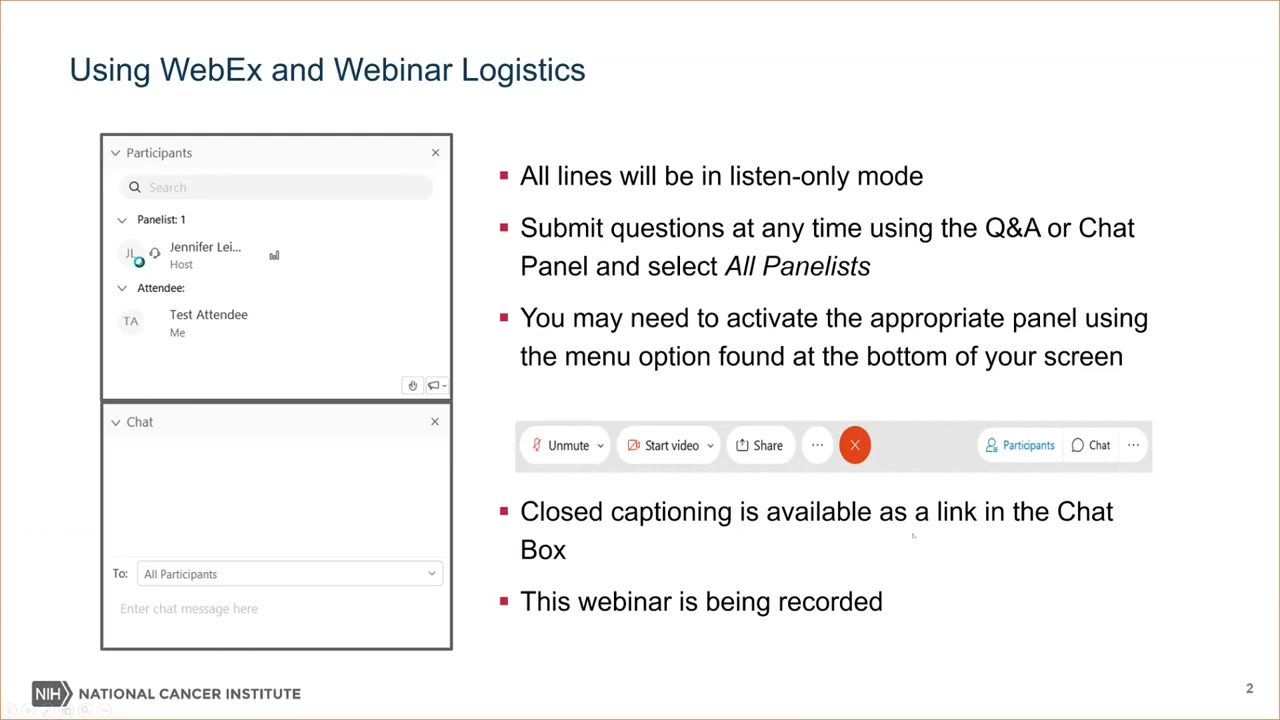 Using WebEx and Webinar Logistics
Participants
Search
Panelist: 1
JL
Jennifer Lei...
Host
Attendee:
TA
Test Attendee
Me
Chat
To:
All Participants
Enter chat message here
All lines will be in listen-only mode
Submit questions at any time using the Q&A or Chat
Panel and select All Panelists
You may need to activate the appropriate panel using
the menu option found at the bottom of your screen
Unmute
Start video
Share
Participants
Chat
Closed captioning is available as a link in the Chat
Box
This webinar is being recorded
NIH NATIONAL CANCER INSTITUTE
2